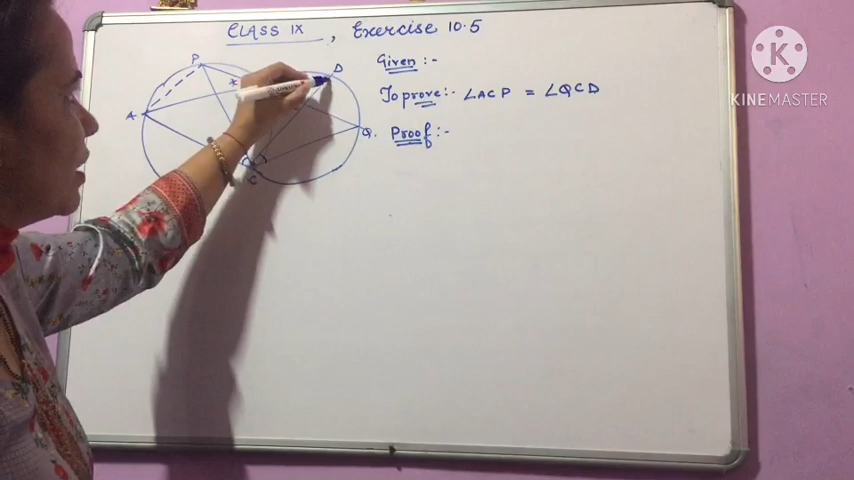 CLASS IX , Exercise 10.5
Given :-
To prove :- ∠ACP = ∠QCD
Proof :-
P
D
A
Q.
C
KINEMASTER